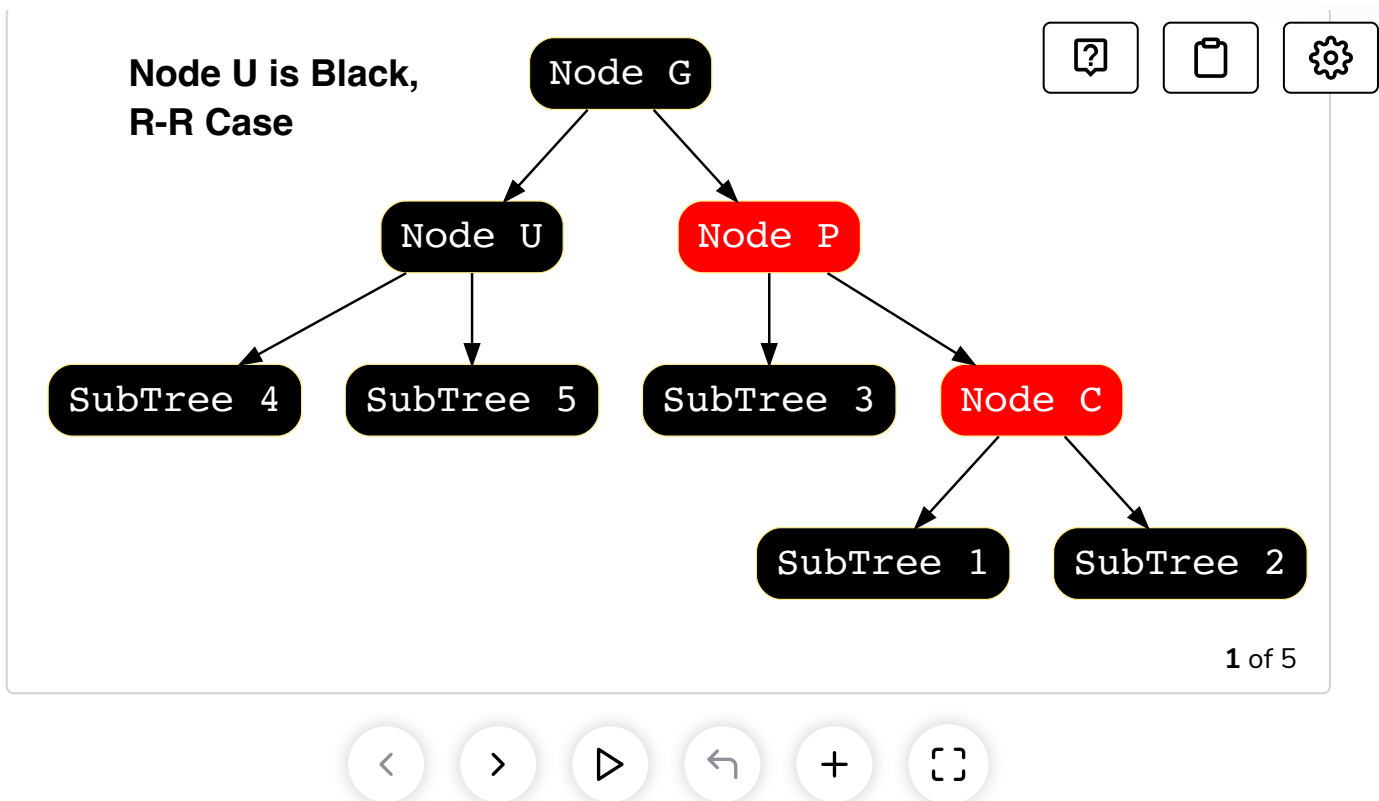 Node U is Black,
R-R Case
Node G
Node U
Node P
SubTree 4
SubTree 5
SubTree 3
Node C
SubTree 1
SubTree 2
1 of 5